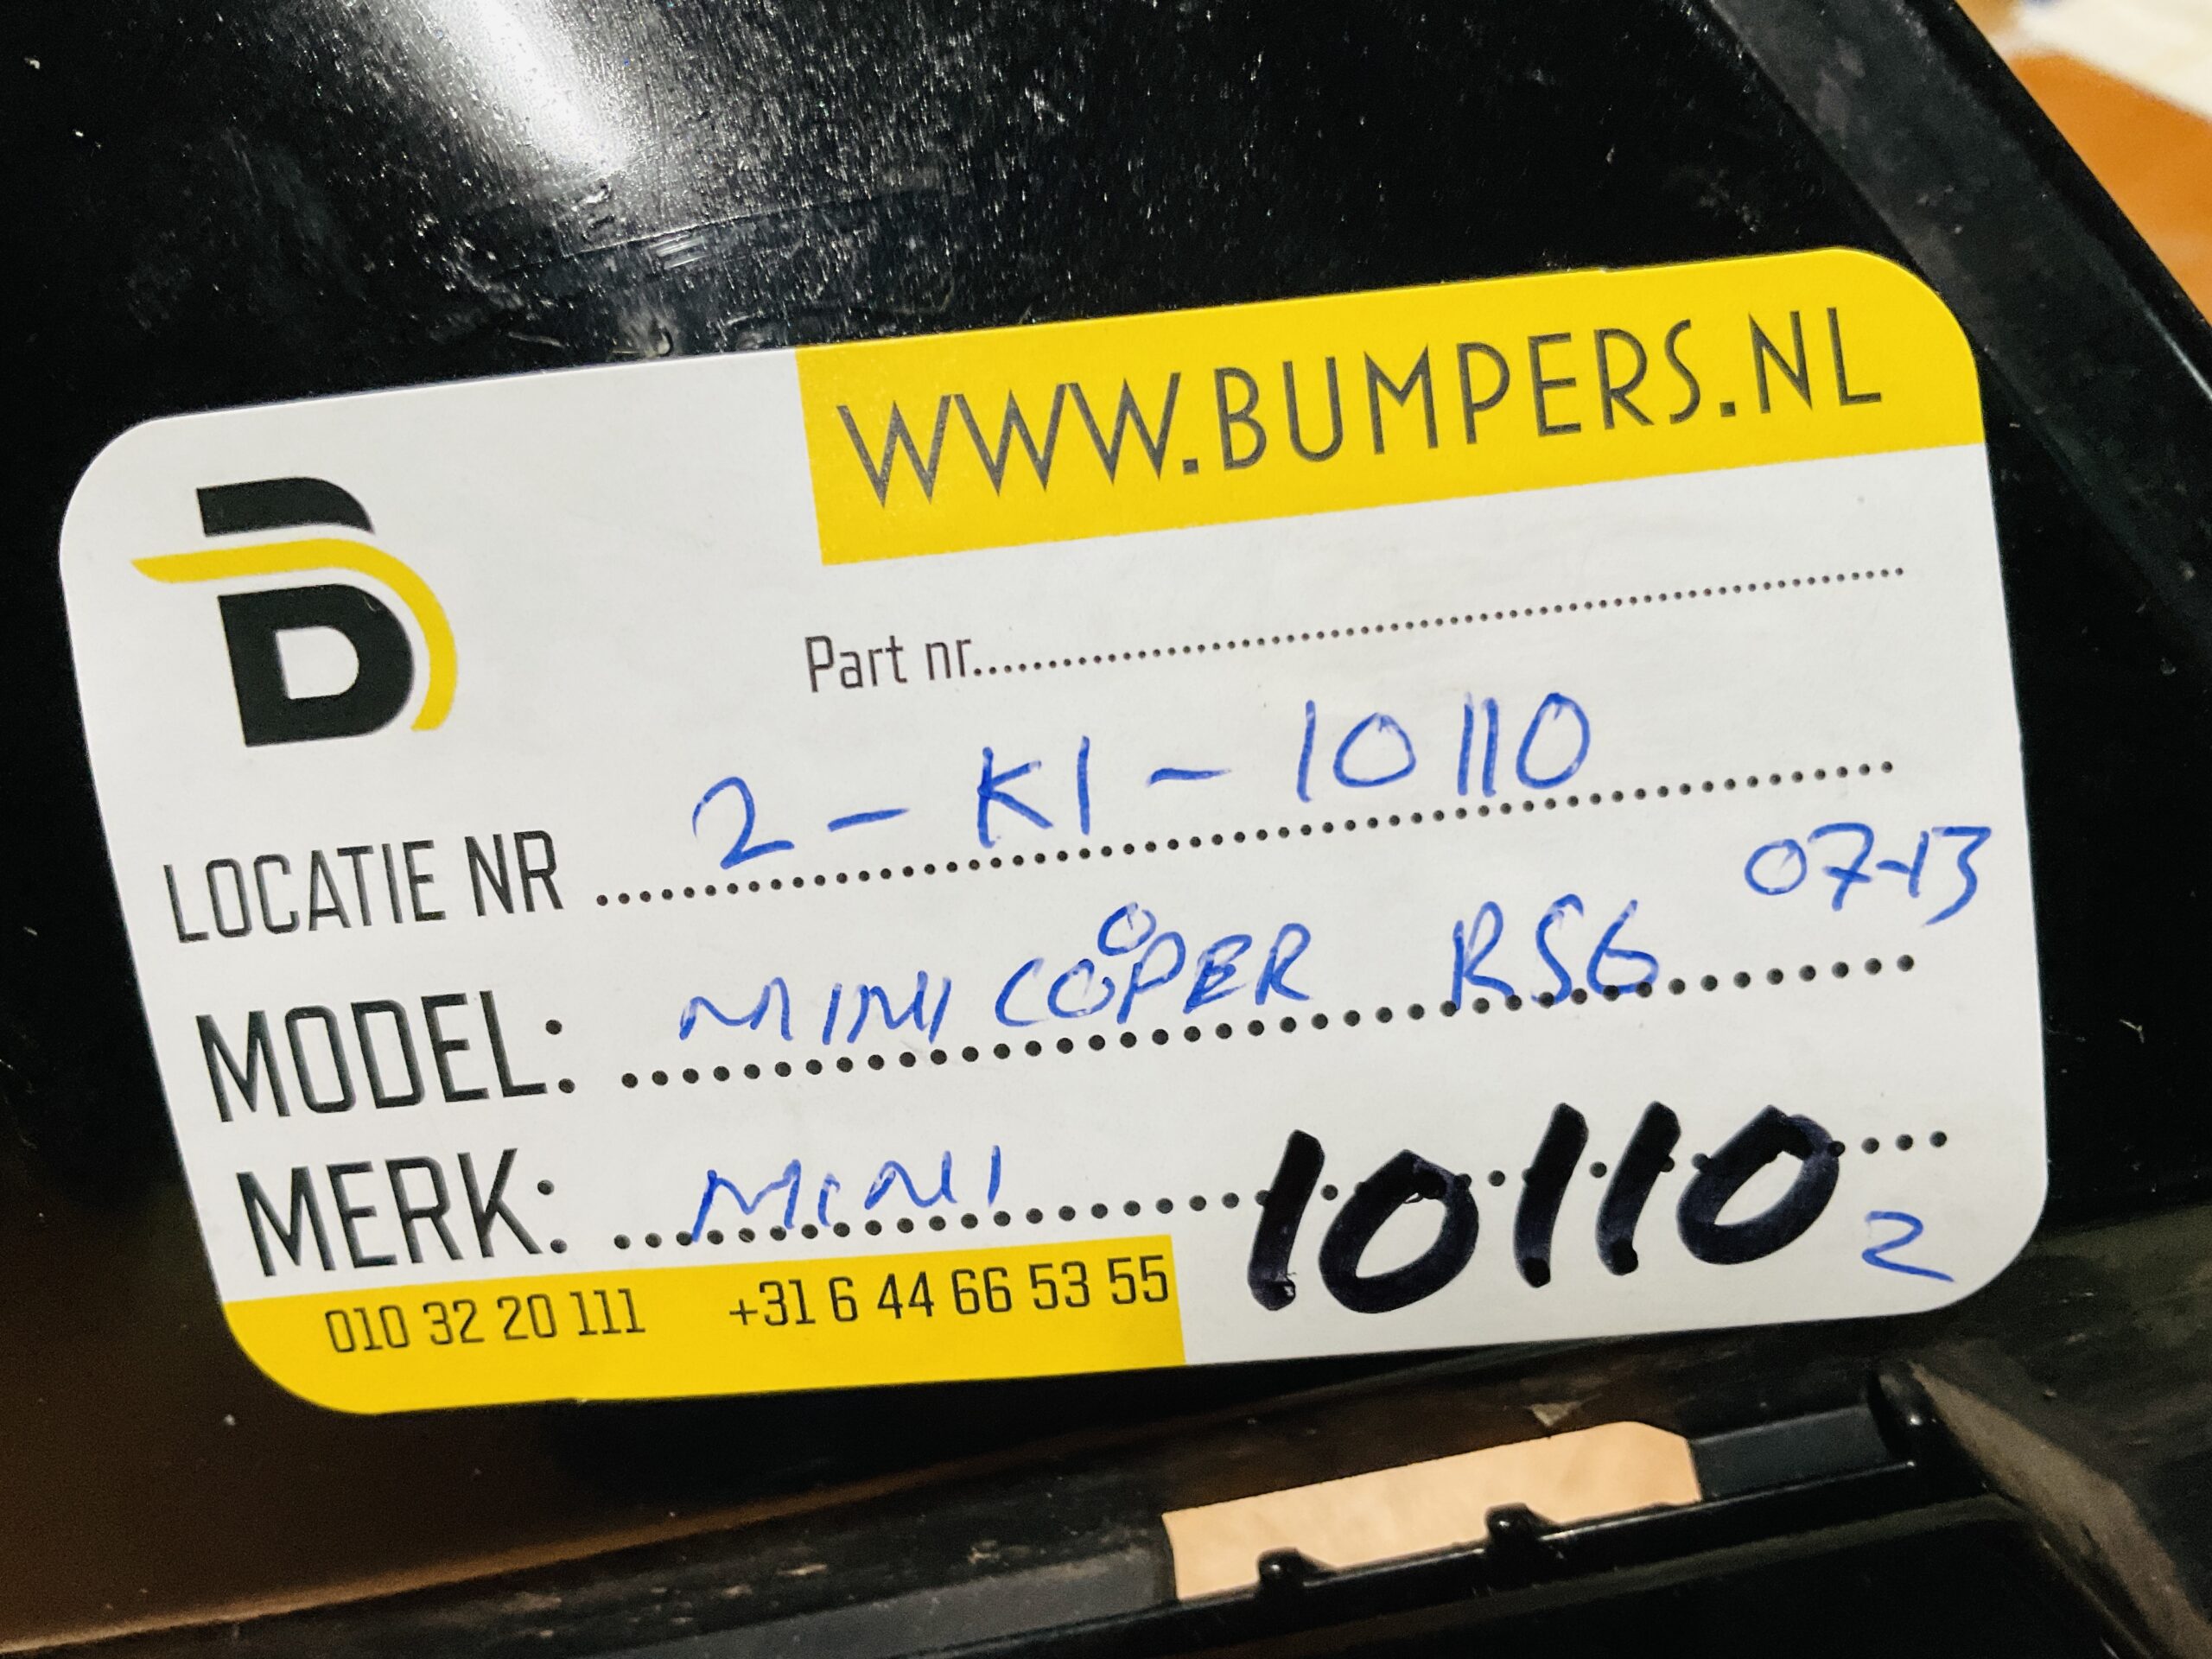 WWW.BUMPERS.NL
B
Part nr.....................
LOCATIE NR 2 - K1 - 10110
07-13
MODEL: MINI COOPER R56
MERK: MINI
10110
2
010 32 20 111 +31 6 44 66 53 55